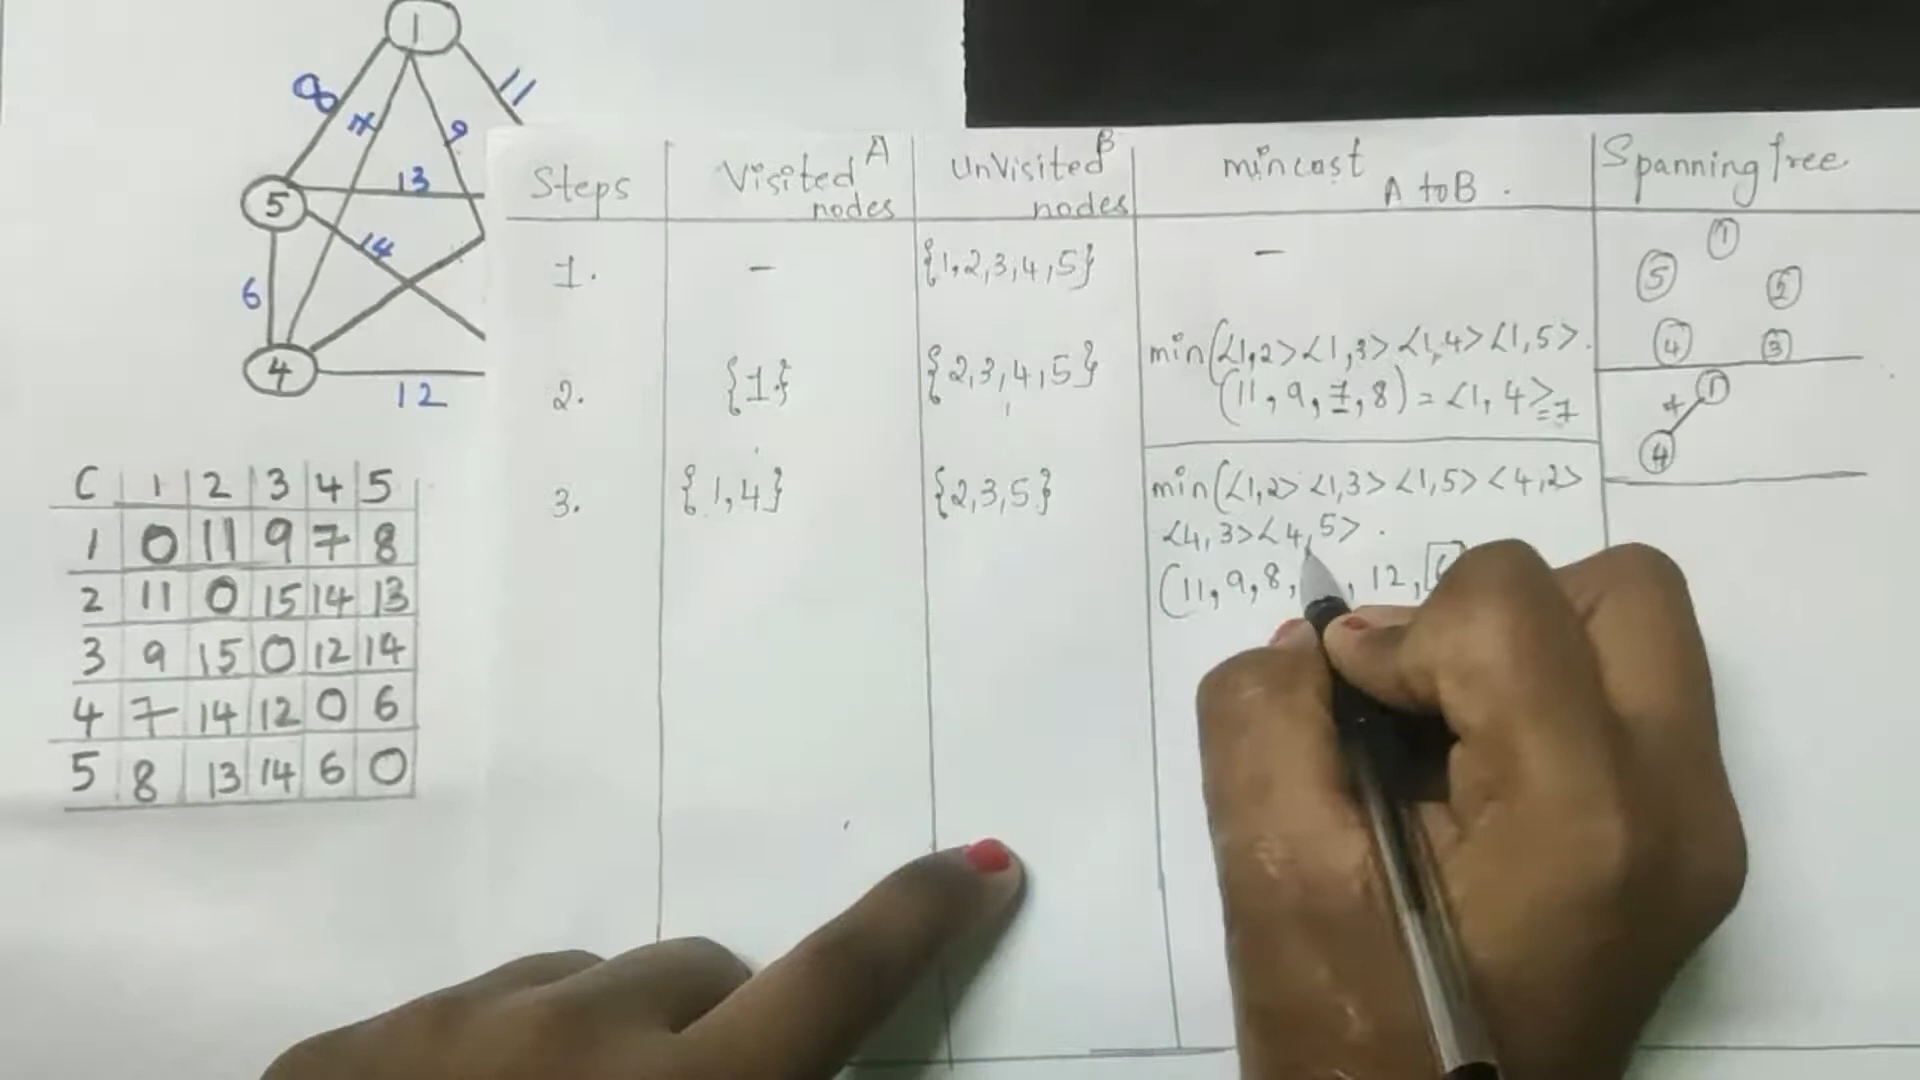 1
8
7
9
11
13
5
14
6
4
12
C 1 2 3 4 5
1 0 11 9 7 8
2 11 0 15 14 13
3 9 15 0 12 14
4 7 14 12 0 6
5 8 13 14 6 0
Steps Visited A nodes UnVisited B nodes mincost A to B . Spanning tree
1. - {1,2,3,4,5} -
1
5 2
4 3
2. {1} {2,3,4,5} min(<1,2> <1,3> <1,4> <1,5>.
(11, 9, 7, 8) = <1, 4> = 7
7 1
4
3. {1,4} {2,3,5} min(<1,2> <1,3> <1,5> <4,2>
<4,3> <4,5> .
(11, 9, 8, , 12,